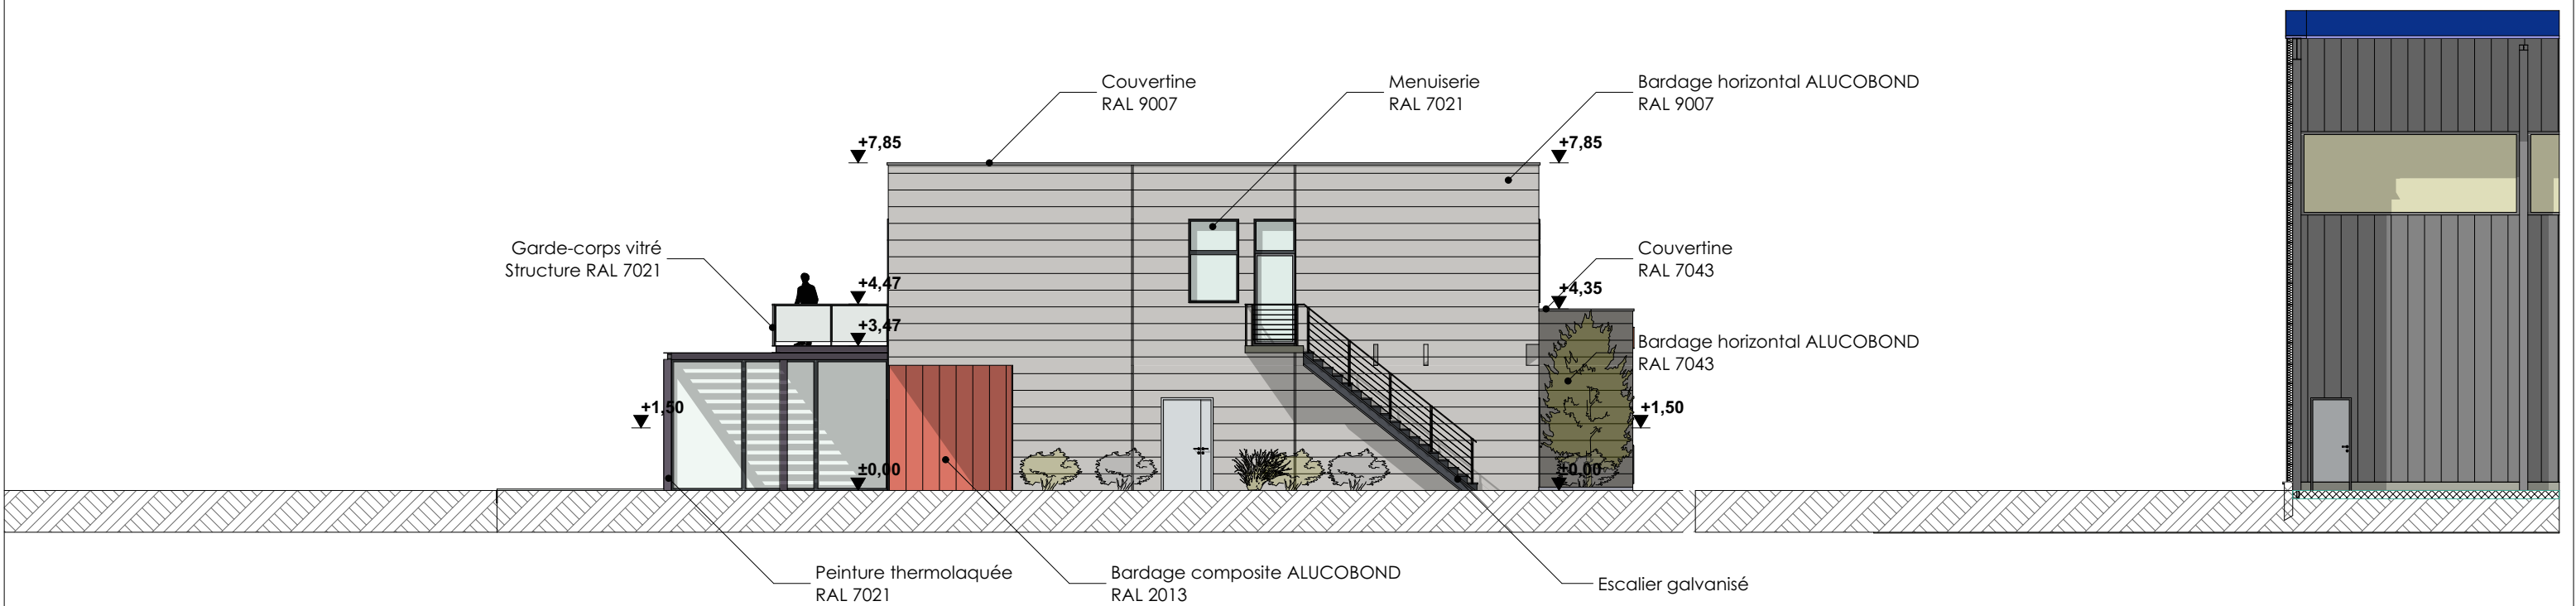 Couvertine
RAL 9007
Menuiserie
RAL 7021
Bardage horizontal ALUCOBOND
RAL 9007
+7,85
+7,85
Garde-corps vitré
Structure RAL 7021
Couvertine
RAL 7043
+4,47
+4,35
+3,47
Bardage horizontal ALUCOBOND
RAL 7043
+1,50
+1,50
±0,00
±0,00
Peinture thermolaquée
RAL 7021
Bardage composite ALUCOBOND
RAL 2013
Escalier galvanisé